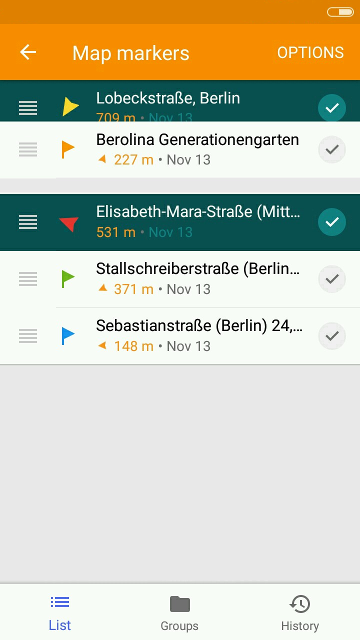 Map markers
OPTIONS
Lobeckstraße, Berlin
709 m • Nov 13
Berolina Generationengarten
227 m • Nov 13
Elisabeth-Mara-Straße (Mitt...
531 m • Nov 13
Stallschreiberstraße (Berlin...
371 m • Nov 13
Sebastianstraße (Berlin) 24,...
148 m • Nov 13
List
Groups
History